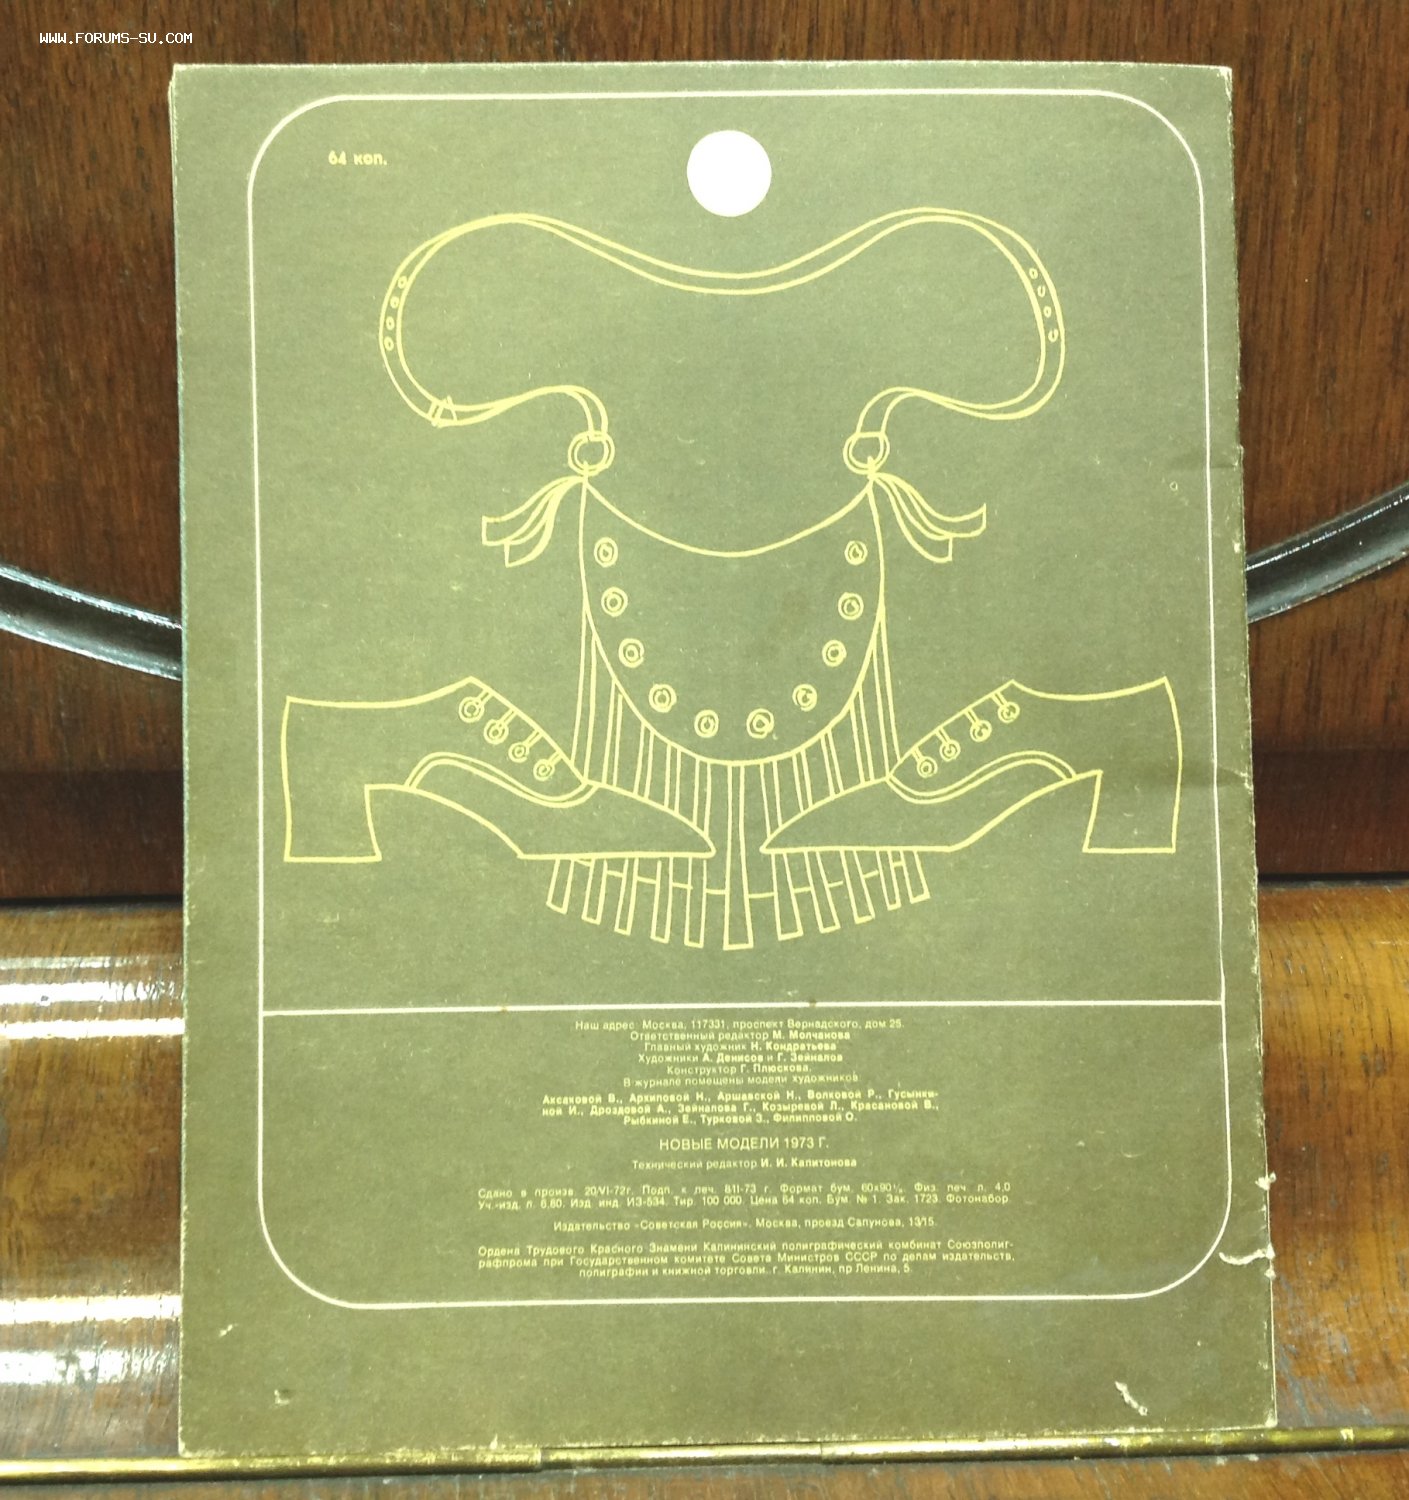 WWW.FORUMS-SU.COM
64 коп.
Наш адрес: Москва, 117331, проспект Вернадского, дом 25.
Ответственный редактор М. Молчанова
Главный художник Н. Кондратьева
Художники А. Денисов и Г. Зейналов
Конструктор Г. Плюскова.
В журнале помещены модели художников
Аксаковой В., Архиповой Н., Аршавской Н., Волковой Р., Гусынки-
ной И., Дроздовой А., Зейналова Г., Козыревой Л., Красановой В.,
Рыбкиной Е., Турковой З., Филипповой О.
НОВЫЕ МОДЕЛИ 1973 Г.
Технический редактор И. И. Капитонова
Сдано в произв. 20/VI-72г. Подп. к печ. 8/II-73 г. Формат бум. 60×90⅛. Физ. печ. л. 4,0
Уч.-изд. л. 6,60. Изд. инд. ИЗ-534. Тир. 100 000. Цена 64 коп. Бум. № 1. Зак. 1723. Фотонабор.
Издательство «Советская Россия». Москва, проезд Сапунова, 13/15.
Ордена Трудового Красного Знамени Калининский полиграфический комбинат Союзполиг-
рафпрома при Государственном комитете Совета Министров СССР по делам издательств,
полиграфии и книжной торговли. г. Калинин, пр Ленина, 5.